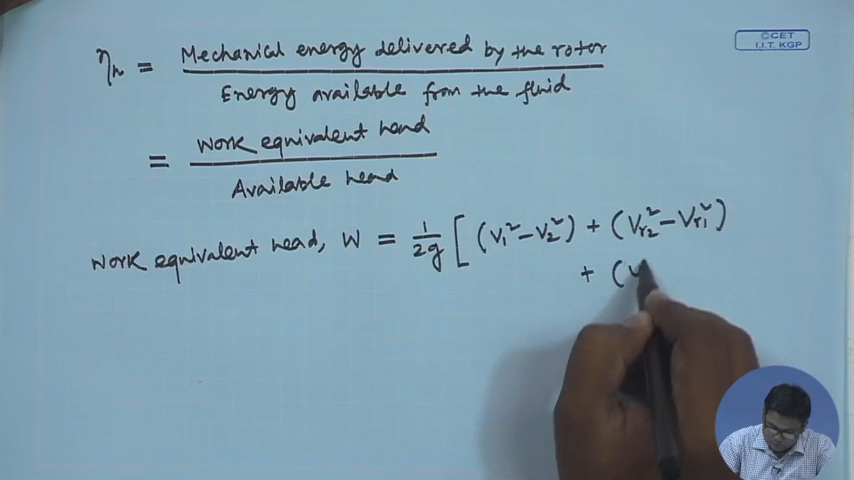 ©CET
I.I.T. KGP
ηh = Mechanical energy delivered by the rotor
Energy available from the fluid
= Work equivalent head
Available head
Work equivalent head, W = 1/2g [ (V₁² − V₂²) + (Vr₂² − Vr₁²)
+ (